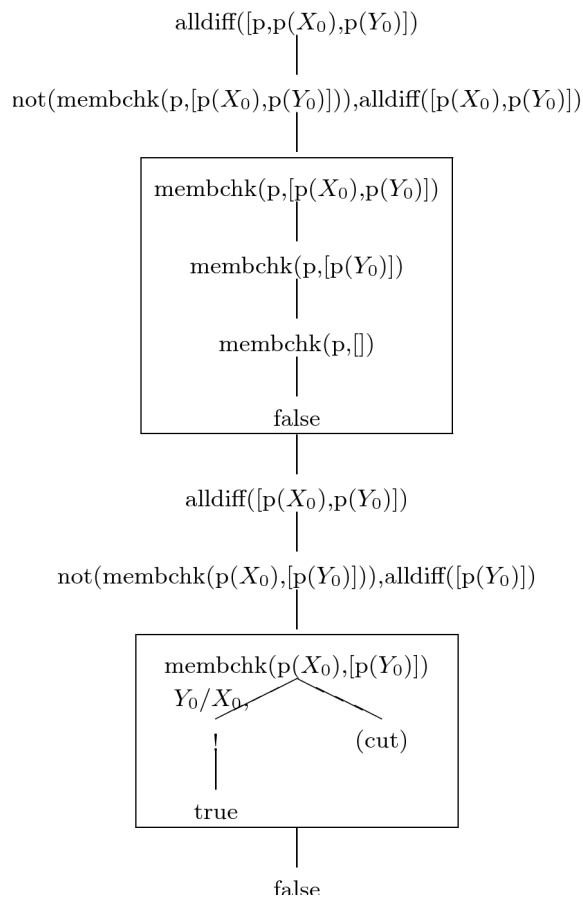 alldiff([p,p(X₀),p(Y₀)])
not(membchk(p,[p(X₀),p(Y₀)])),alldiff([p(X₀),p(Y₀)])
membchk(p,[p(X₀),p(Y₀)])
membchk(p,[p(Y₀)])
membchk(p,[])
false
alldiff([p(X₀),p(Y₀)])
not(membchk(p(X₀),[p(Y₀)])),alldiff([p(Y₀)])
membchk(p(X₀),[p(Y₀)])
Y₀/X₀,
! (cut)
true
false